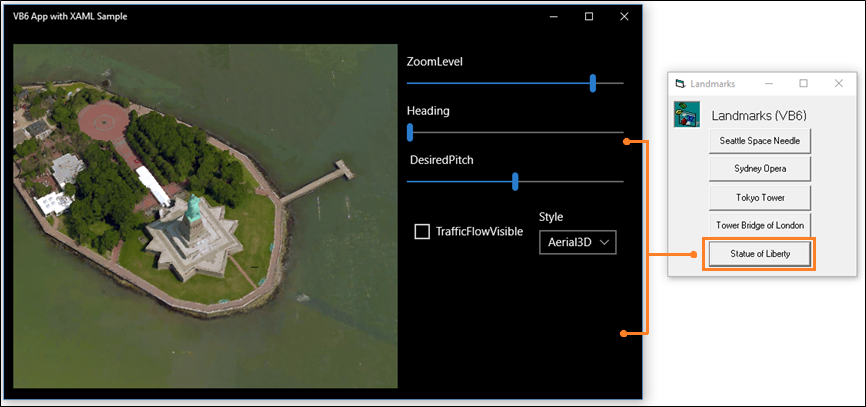 VB6 App with XAML Sample
ZoomLevel
Heading
DesiredPitch
TrafficFlowVisible
Style
Aerial3D
Landmarks
Landmarks (VB6)
Seattle Space Needle
Sydney Opera
Tokyo Tower
Tower Bridge of London
Statue of Liberty